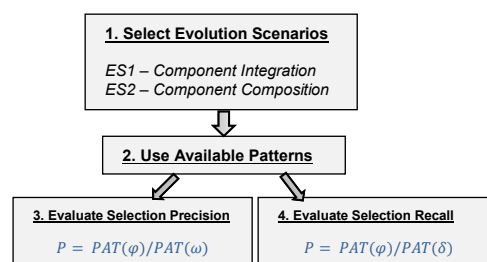 1. Select Evolution Scenarios
ES1 – Component Integration
ES2 – Component Composition
2. Use Available Patterns
3. Evaluate Selection Precision
P = PAT(φ)/PAT(ω)
4. Evaluate Selection Recall
P = PAT(φ)/PAT(δ)